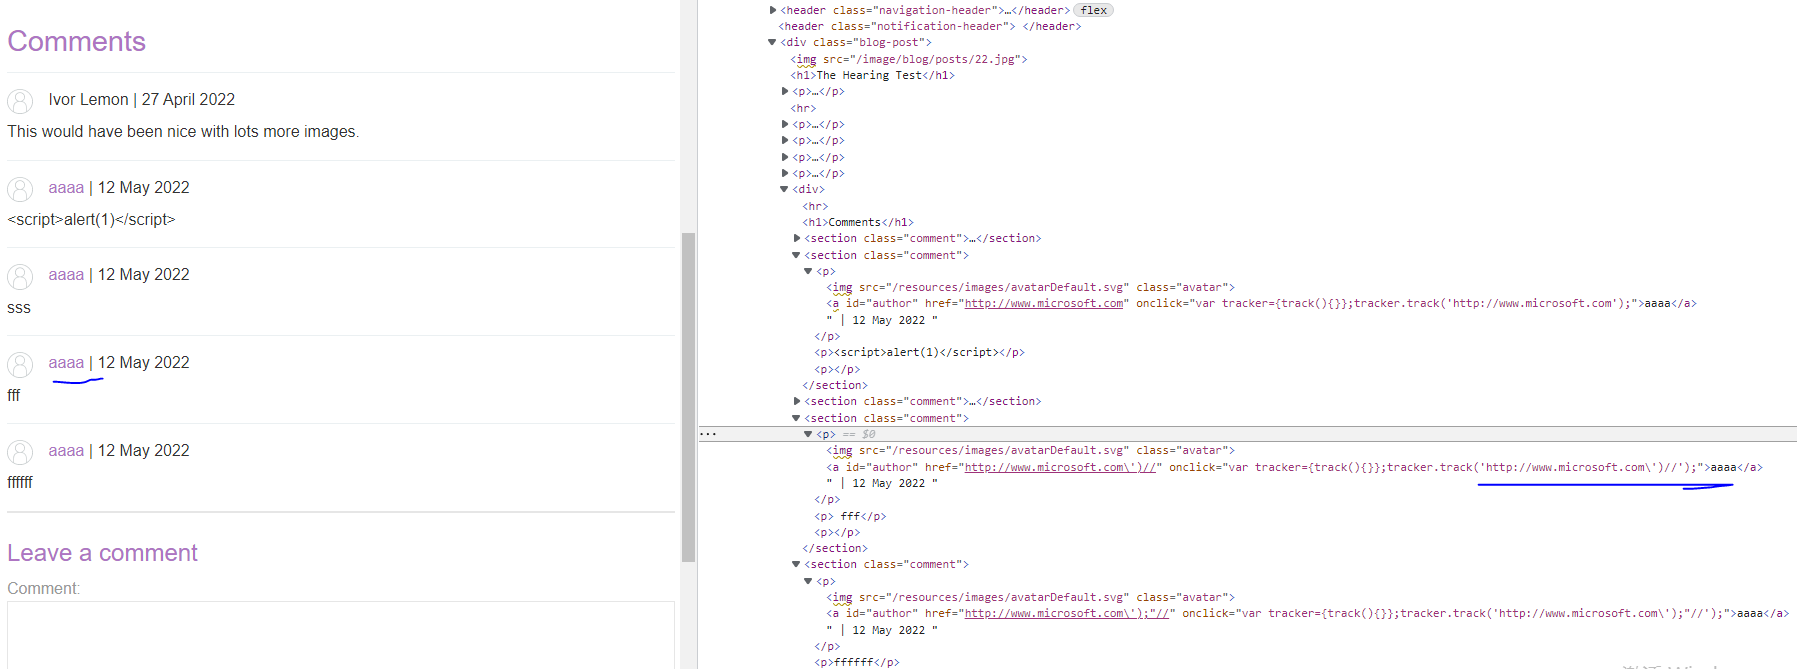 Comments
Ivor Lemon | 27 April 2022
This would have been nice with lots more images.
aaaa | 12 May 2022
<script>alert(1)</script>
aaaa | 12 May 2022
sss
aaaa | 12 May 2022
fff
aaaa | 12 May 2022
ffffff
Leave a comment
Comment:
<header class="navigation-header">…</header> flex
<header class="notification-header"> </header>
<div class="blog-post">
<img src="/image/blog/posts/22.jpg">
<h1>The Hearing Test</h1>
<p>…</p>
<hr>
<p>…</p>
<p>…</p>
<p>…</p>
<p>…</p>
<div>
<hr>
<h1>Comments</h1>
<section class="comment">…</section>
<section class="comment">
<p>
<img src="/resources/images/avatarDefault.svg" class="avatar">
<a id="author" href="http://www.microsoft.com" onclick="var tracker={track(){}};tracker.track('http://www.microsoft.com');">aaaa</a>
" | 12 May 2022 "
</p>
<p><script>alert(1)</script></p>
<p></p>
</section>
<section class="comment">…</section>
<section class="comment">
… <p> == $0
<img src="/resources/images/avatarDefault.svg" class="avatar">
<a id="author" href="http://www.microsoft.com\')//" onclick="var tracker={track(){}};tracker.track('http://www.microsoft.com\')//');">aaaa</a>
" | 12 May 2022 "
</p>
<p> fff</p>
<p></p>
</section>
<section class="comment">
<p>
<img src="/resources/images/avatarDefault.svg" class="avatar">
<a id="author" href="http://www.microsoft.com\');"//" onclick="var tracker={track(){}};tracker.track('http://www.microsoft.com\');"//');">aaaa</a>
" | 12 May 2022 "
</p>
<p>ffffff</p>